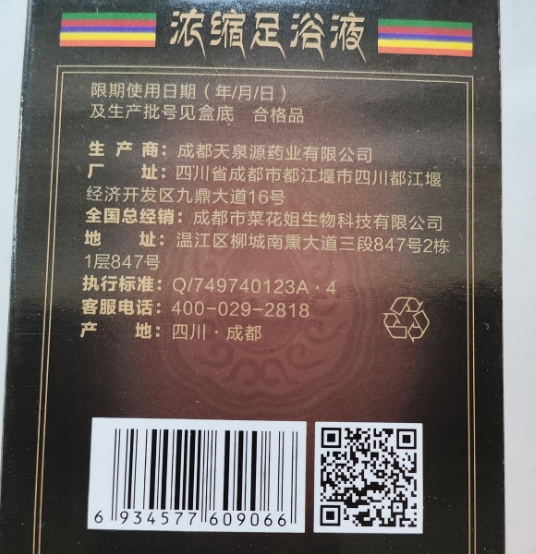 浓缩足浴液
限期使用日期（年/月/日）
及生产批号见盒底 合格品
生产商：成都天泉源药业有限公司
厂址：四川省成都市都江堰市四川都江堰
经济开发区九鼎大道16号
全国总经销：成都市菜花姐生物科技有限公司
地址：温江区柳城南熏大道三段847号2栋
1层847号
执行标准：Q/749740123A·4
客服电话：400-029-2818
产地：四川·成都
6 934577 609066